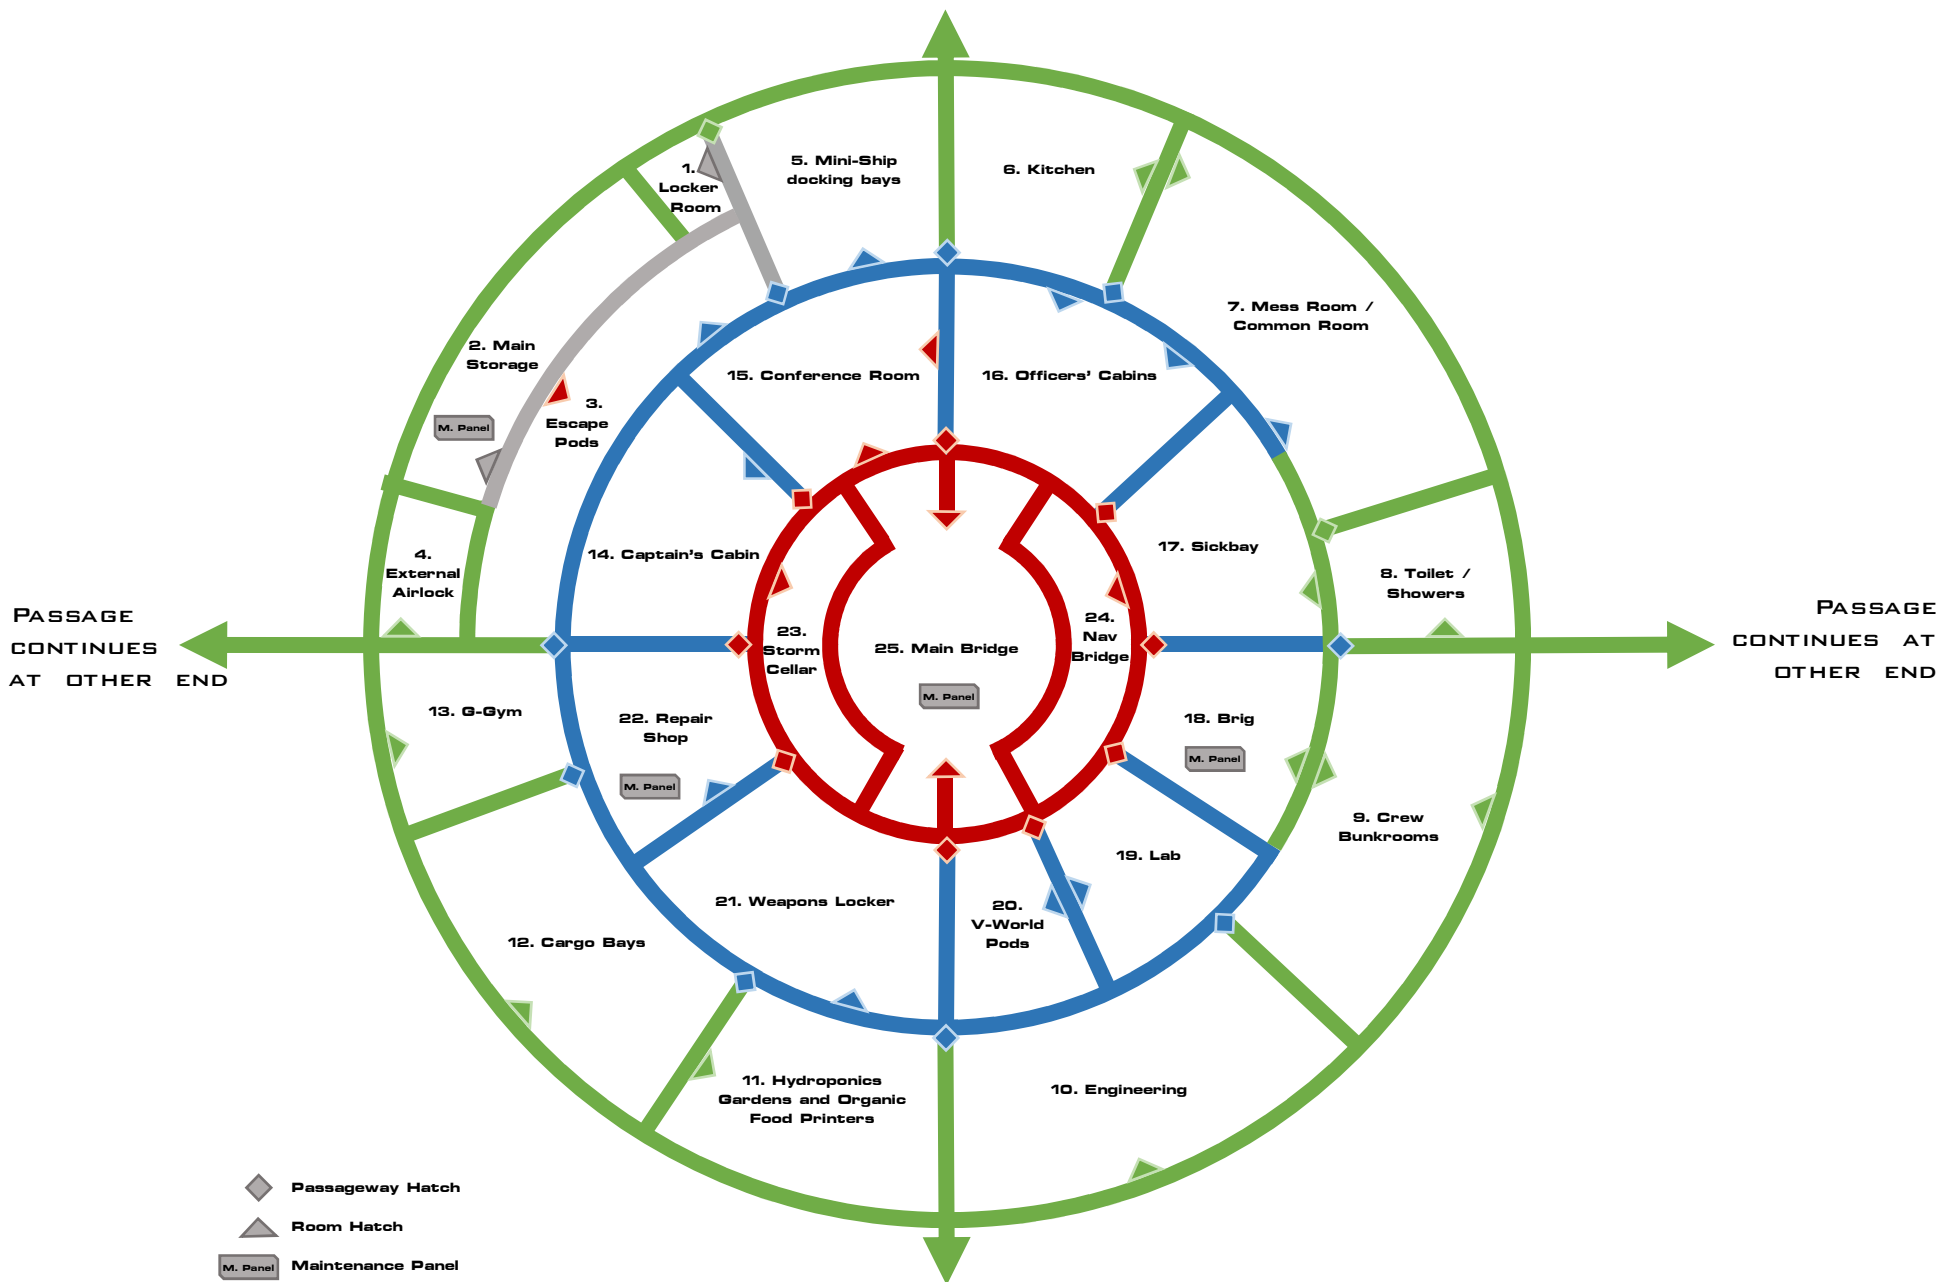 1.
Locker
Room
2. Main
Storage
M. Panel
3.
Escape
Pods
4.
External
Airlock
5. Mini-Ship
docking bays
6. Kitchen
7. Mess Room /
Common Room
8. Toilet /
Showers
9. Crew
Bunkrooms
10. Engineering
11. Hydroponics
Gardens and Organic
Food Printers
12. Cargo Bays
13. G-Gym
14. Captain's Cabin
15. Conference Room
16. Officers' Cabins
17. Sickbay
18. Brig
M. Panel
19. Lab
20.
V-World
Pods
21. Weapons Locker
22. Repair
Shop
M. Panel
23.
Storm
Cellar
24.
Nav
Bridge
25. Main Bridge
M. Panel
Passage
continues
at other end
Passage
continues at
other end
Passageway Hatch
Room Hatch
M. Panel
Maintenance Panel